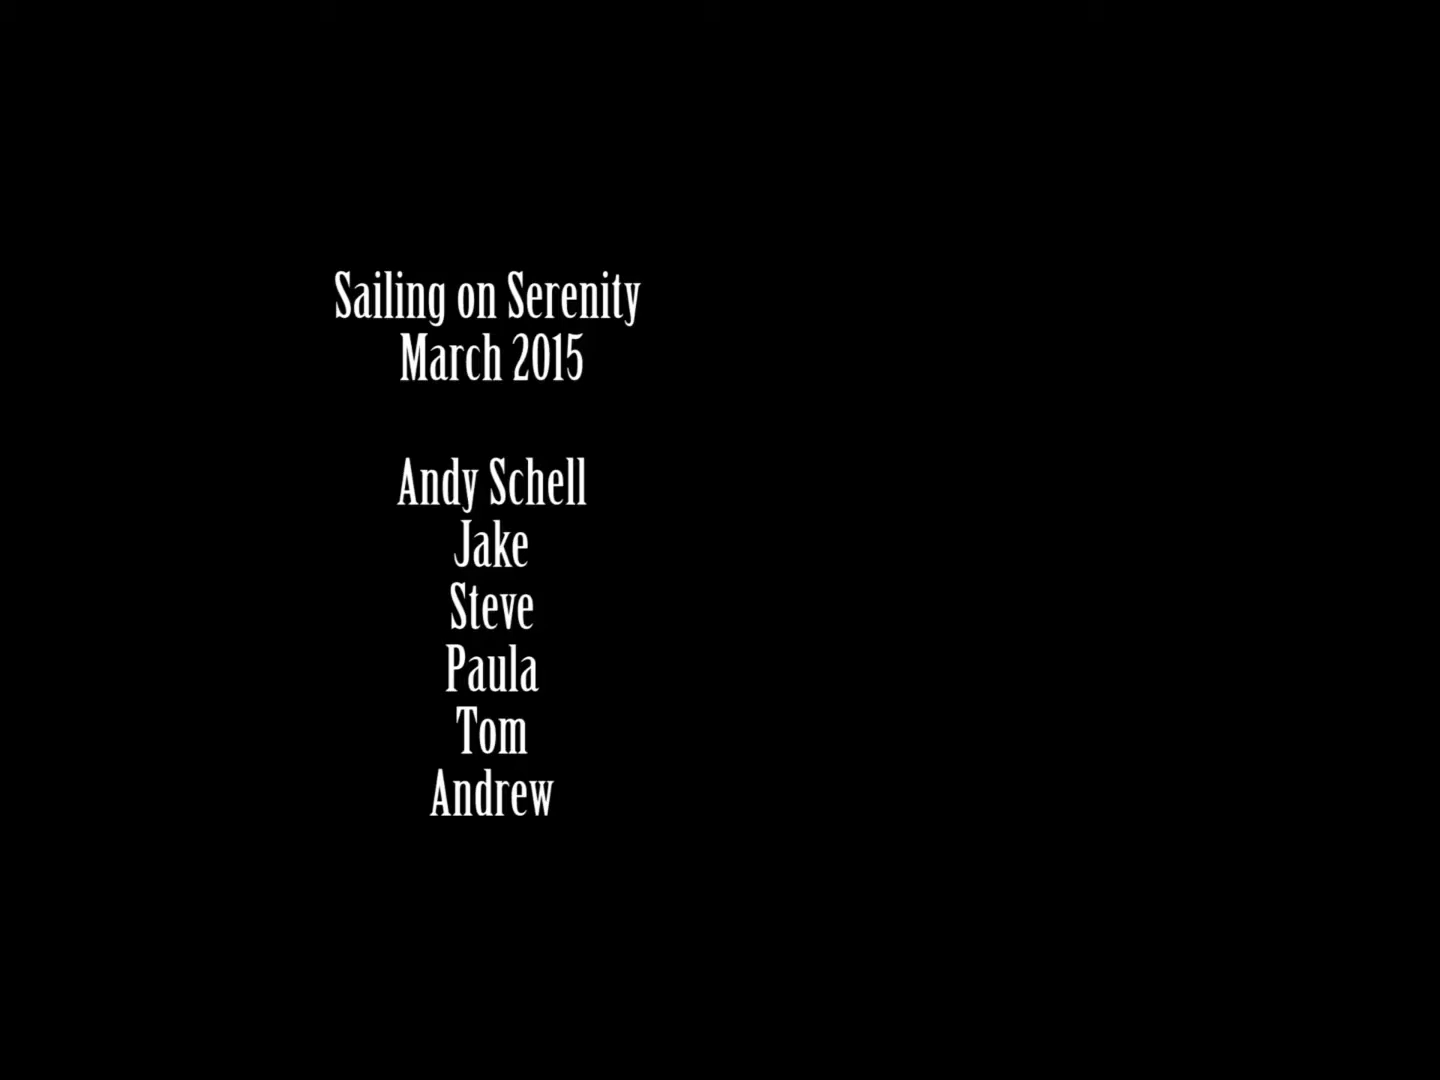 Sailing on Serenity
March 2015
Andy Schell
Jake
Steve
Paula
Tom
Andrew